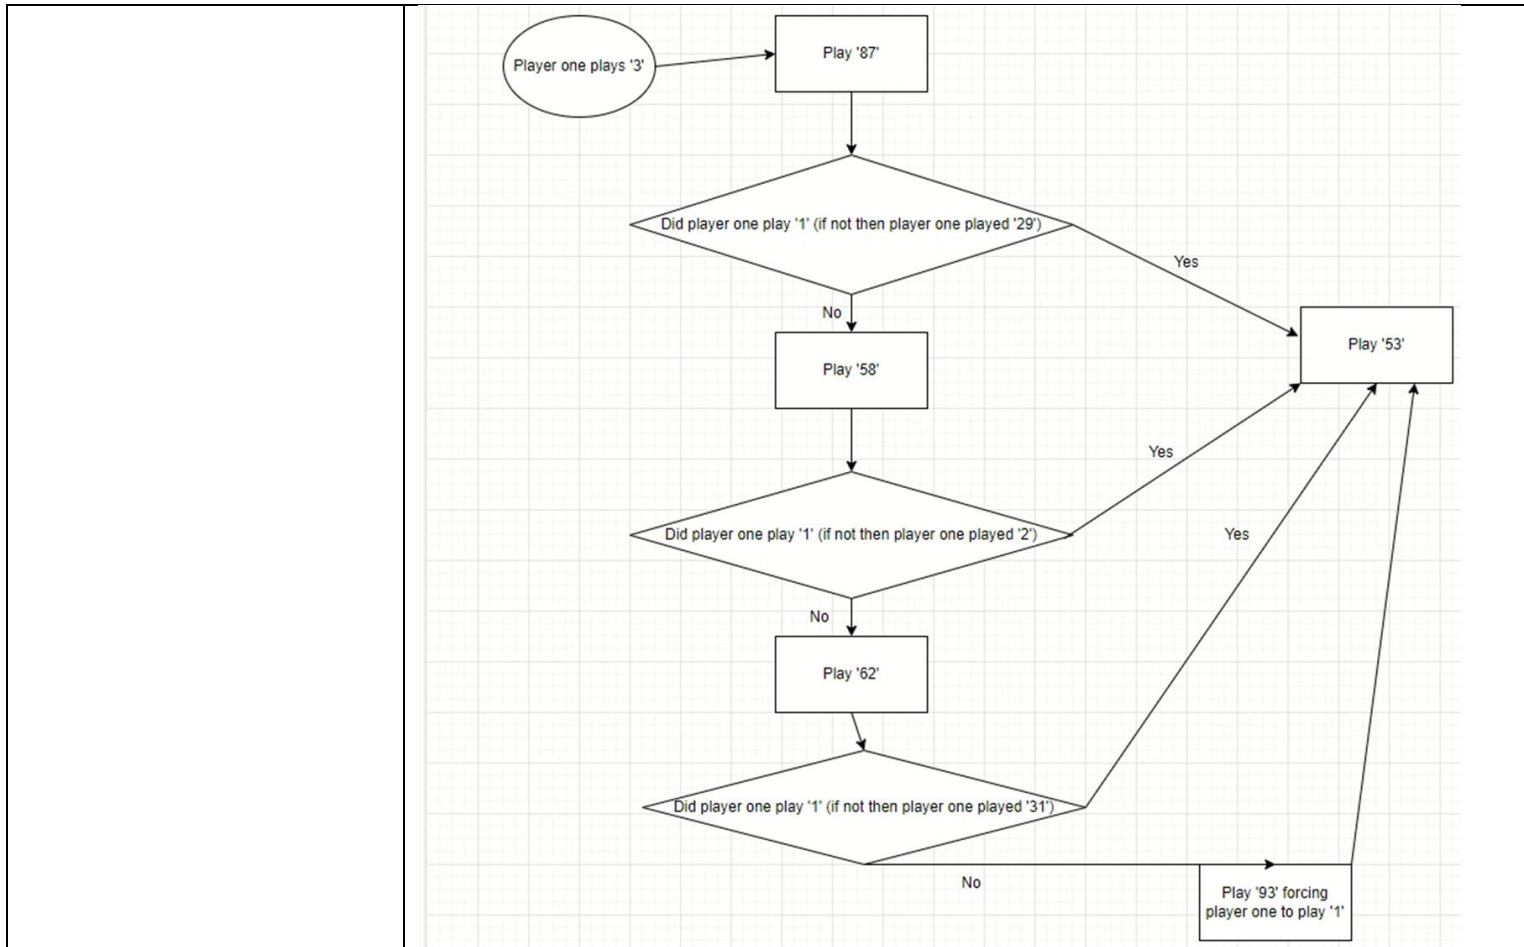 Player one plays '3'
Play '87'
Did player one play '1' (if not then player one played '29')
Yes
No
Play '53'
Play '58'
Yes
Did player one play '1' (if not then player one played '2')
Yes
No
Play '62'
Did player one play '1' (if not then player one played '31')
No
Play '93' forcing
player one to play '1'